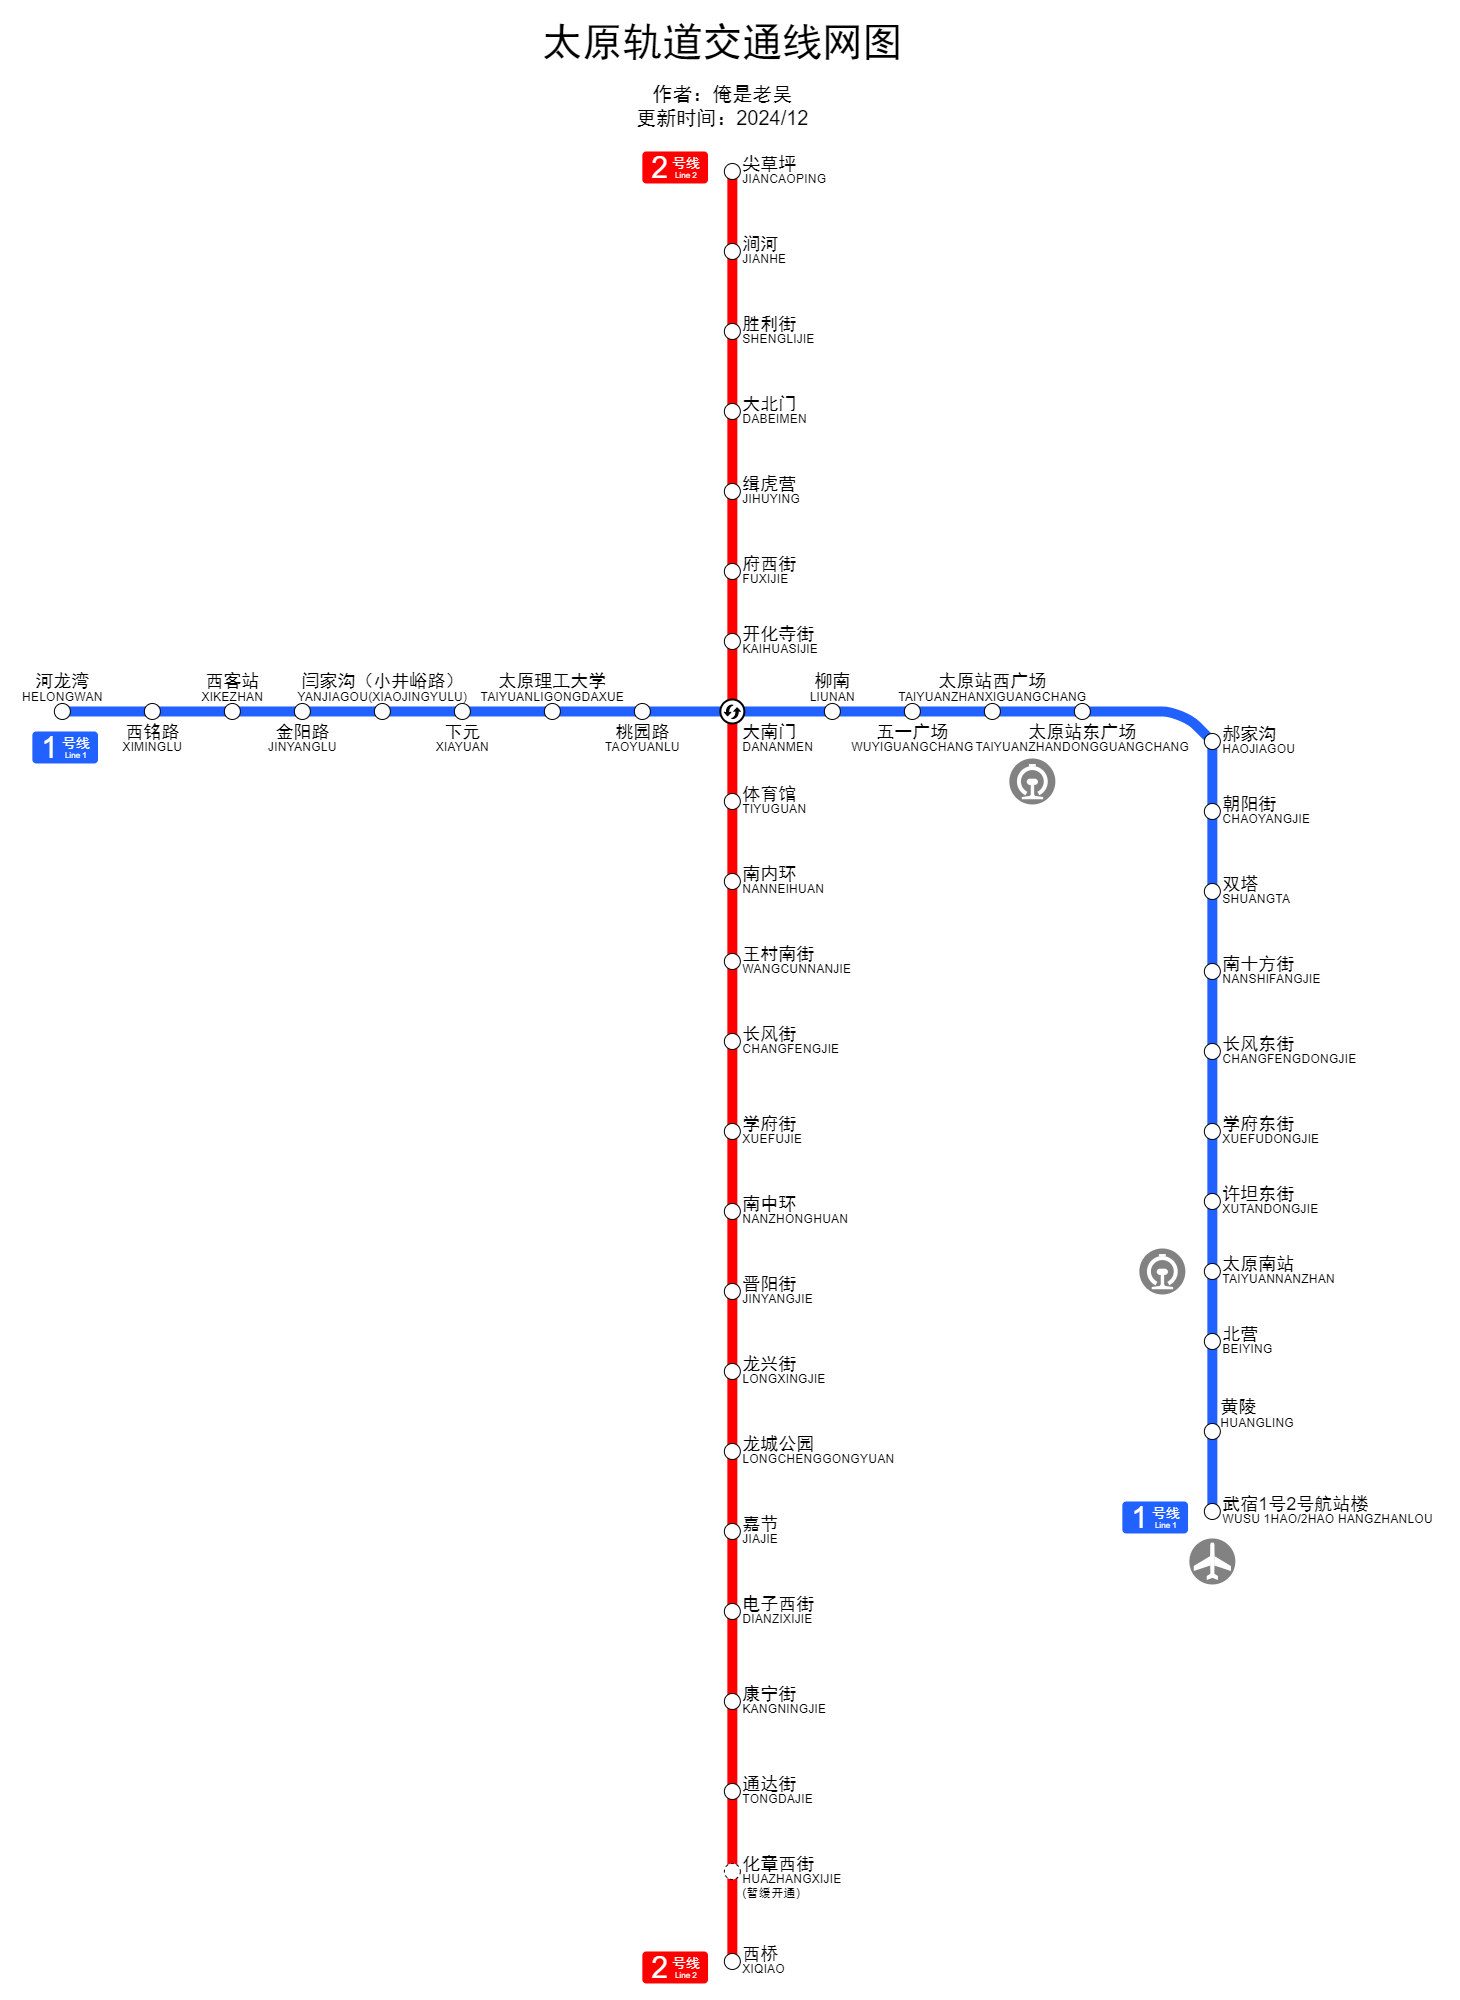 太原轨道交通线网图
作者：俺是老吴
更新时间：2024/12
2 号线
Line 2
尖草坪
JIANCAOPING
涧河
JIANHE
胜利街
SHENGLIJIE
大北门
DABEIMEN
缉虎营
JIHUYING
府西街
FUXIJIE
开化寺街
KAIHUASIJIE
河龙湾
HELONGWAN
西客站
XIKEZHAN
闫家沟（小井峪路）
YANJIAGOU(XIAOJINGYULU)
太原理工大学
TAIYUANLIGONGDAXUE
柳南
LIUNAN
太原站西广场
TAIYUANZHANXIGUANGCHANG
1 号线
Line 1
西铭路
XIMINGLU
金阳路
JINYANGLU
下元
XIAYUAN
桃园路
TAOYUANLU
大南门
DANANMEN
五一广场
WUYIGUANGCHANG
太原站东广场
TAIYUANZHANDONGGUANGCHANG
郝家沟
HAOJIAGOU
朝阳街
CHAOYANGJIE
双塔
SHUANGTA
南十方街
NANSHIFANGJIE
长风东街
CHANGFENGDONGJIE
学府东街
XUEFUDONGJIE
许坦东街
XUTANDONGJIE
太原南站
TAIYUANNANZHAN
北营
BEIYING
黄陵
HUANGLING
1 号线
Line 1
武宿1号2号航站楼
WUSU 1HAO/2HAO HANGZHANLOU
体育馆
TIYUGUAN
南内环
NANNEIHUAN
王村南街
WANGCUNNANJIE
长风街
CHANGFENGJIE
学府街
XUEFUJIE
南中环
NANZHONGHUAN
晋阳街
JINYANGJIE
龙兴街
LONGXINGJIE
龙城公园
LONGCHENGGONGYUAN
嘉节
JIAJIE
电子西街
DIANZIXIJIE
康宁街
KANGNINGJIE
通达街
TONGDAJIE
化章西街
HUAZHANGXIJIE
(暂缓开通)
2 号线
Line 2
西桥
XIQIAO